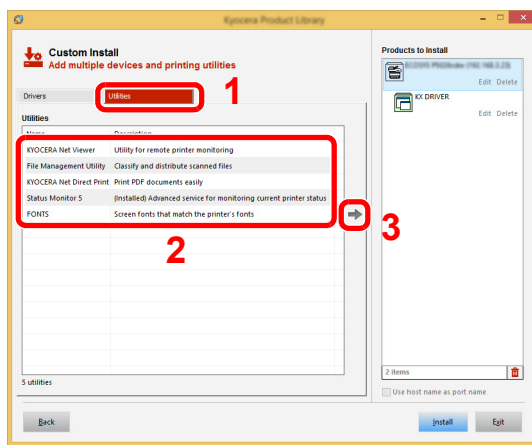 Kyocera Product Library
Custom Install
Add multiple devices and printing utilities
1
Drivers
Utilities
Utilities
Name Description
KYOCERA Net Viewer Utility for remote printer monitoring
File Management Utility Classify and distribute scanned files
KYOCERA Net Direct Print Print PDF documents easily
Status Monitor 5 (Installed) Advanced service for monitoring current printer status
FONTS Screen fonts that match the printer's fonts
2
3
5 utilities
Products to Install
Edit Delete
KX DRIVER
Edit Delete
2 items
Use host name as port name
Back
Install
Exit